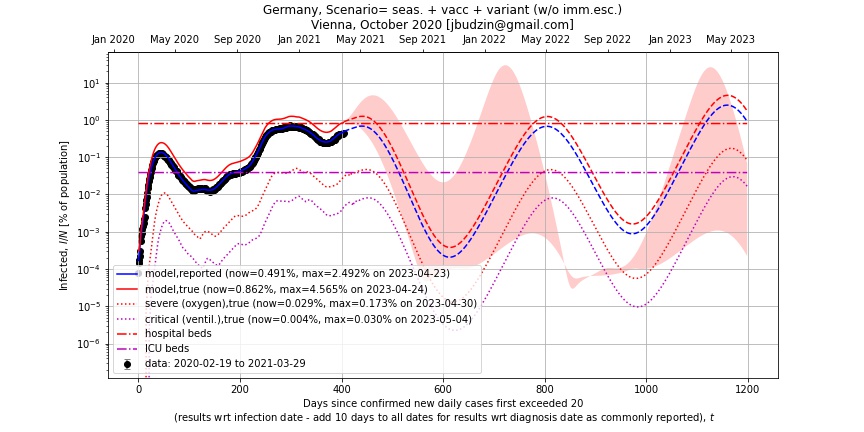 Germany, Scenario= seas. + vacc + variant (w/o imm.esc.)
Vienna, October 2020 [jbudzin@gmail.com]
Jan 2020 May 2020 Sep 2020 Jan 2021 May 2021 Sep 2021 Jan 2022 May 2022 Sep 2022 Jan 2023 May 2023
Infected, I/N [% of population]
10¹
10⁰
10⁻¹
10⁻²
10⁻³
10⁻⁴
10⁻⁵
10⁻⁶
model,reported (now=0.491%, max=2.492% on 2023-04-23)
model,true (now=0.862%, max=4.565% on 2023-04-24)
severe (oxygen),true (now=0.029%, max=0.173% on 2023-04-30)
critical (ventil.),true (now=0.004%, max=0.030% on 2023-05-04)
hospital beds
ICU beds
data: 2020-02-19 to 2021-03-29
0 200 400 600 800 1000 1200
Days since confirmed new daily cases first exceeded 20
(results wrt infection date - add 10 days to all dates for results wrt diagnosis date as commonly reported), t